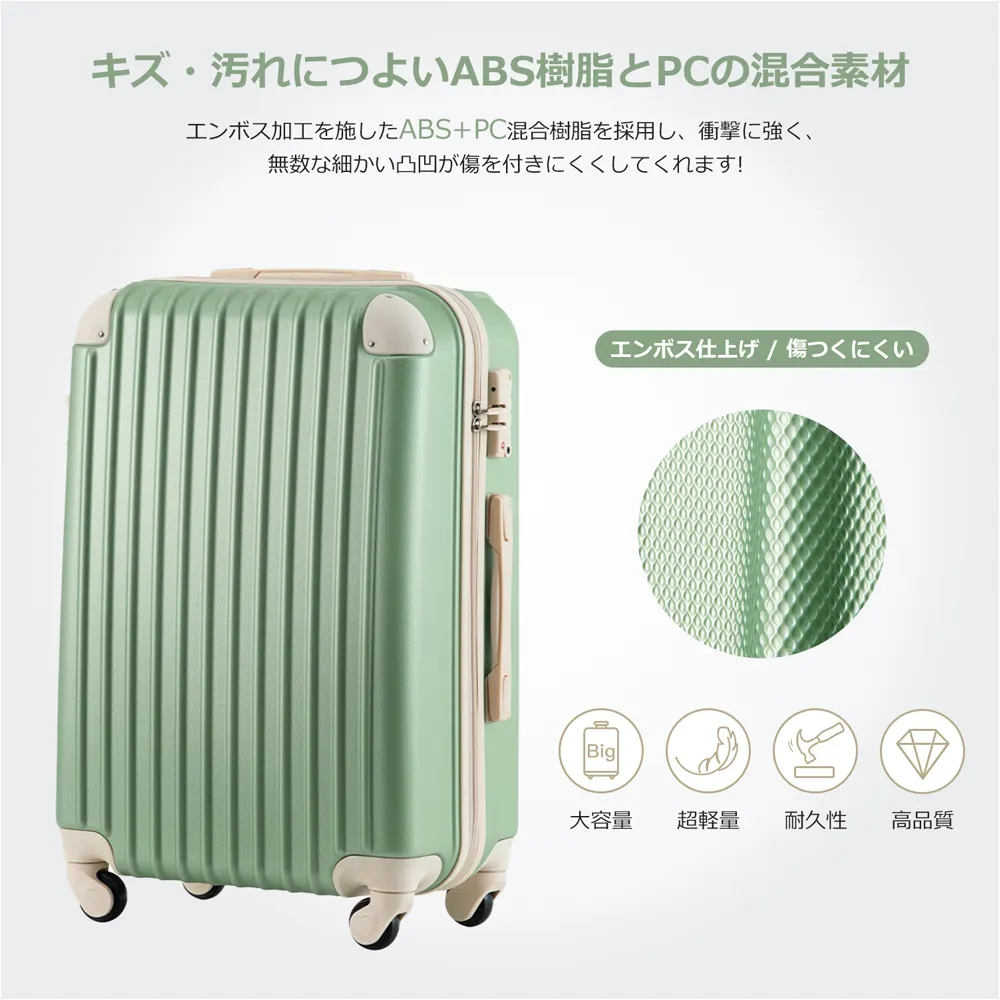 キズ・汚れにつよいABS樹脂とPCの混合素材
エンボス加工を施したABS+PC混合樹脂を採用し、衝撃に強く、
無数な細かい凸凹が傷を付きにくくしてくれます!
エンボス仕上げ / 傷つくにくい
Big
大容量
超軽量
耐久性
高品質